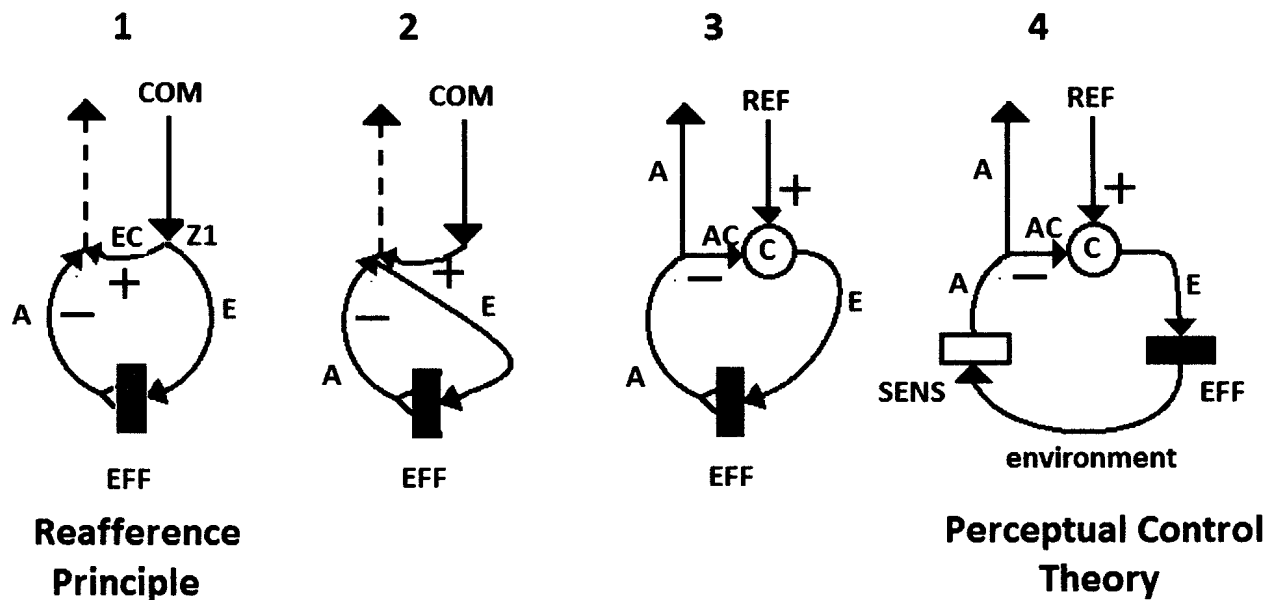 1
2
3
4
COM
COM
REF
REF
A
+
A
+
EC
Z1
AC
C
AC
C
+
+
−
−
A
−
E
−
E
E
A
E
A
A
SENS
EFF
environment
EFF
EFF
EFF
Reafference
Principle
Perceptual Control
Theory